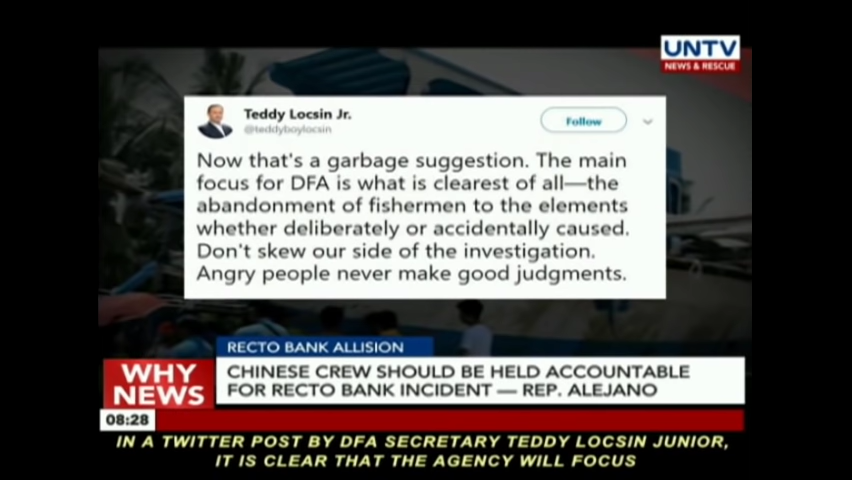 UNTV
NEWS & RESCUE
Teddy Locsin Jr.
@teddyboylocsin
Follow
Now that's a garbage suggestion. The main
focus for DFA is what is clearest of all—the
abandonment of fishermen to the elements
whether deliberately or accidentally caused.
Don't skew our side of the investigation.
Angry people never make good judgments.
RECTO BANK ALLISION
WHY
NEWS
CHINESE CREW SHOULD BE HELD ACCOUNTABLE
FOR RECTO BANK INCIDENT — REP. ALEJANO
08:28
IN A TWITTER POST BY DFA SECRETARY TEDDY LOCSIN JUNIOR,
IT IS CLEAR THAT THE AGENCY WILL FOCUS